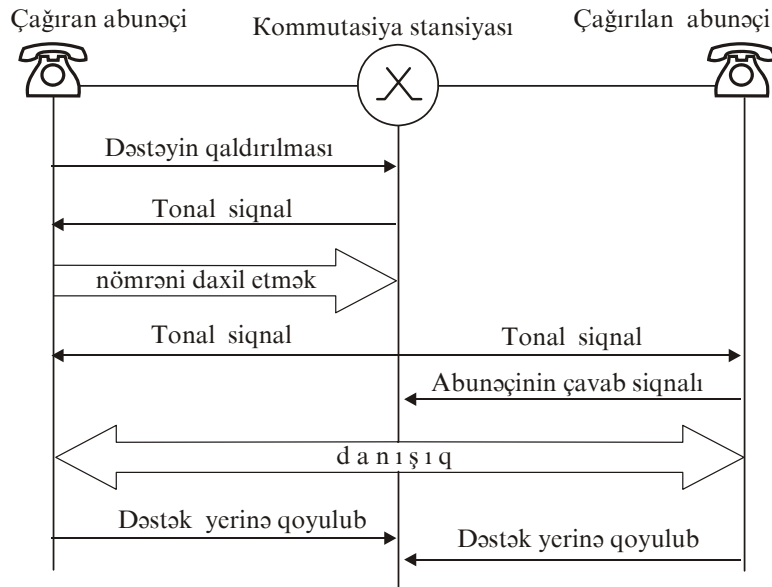 Çağıran abunəçi
Kommutasiya stansiyası
Çağırılan abunəçi
Dəstəyin qaldırılması
Tonal siqnal
nömrəni daxil etmək
Tonal siqnal
Tonal siqnal
Abunəçinin çavab siqnalı
d a n ı ş ı q
Dəstək yerinə qoyulub
Dəstək yerinə qoyulub